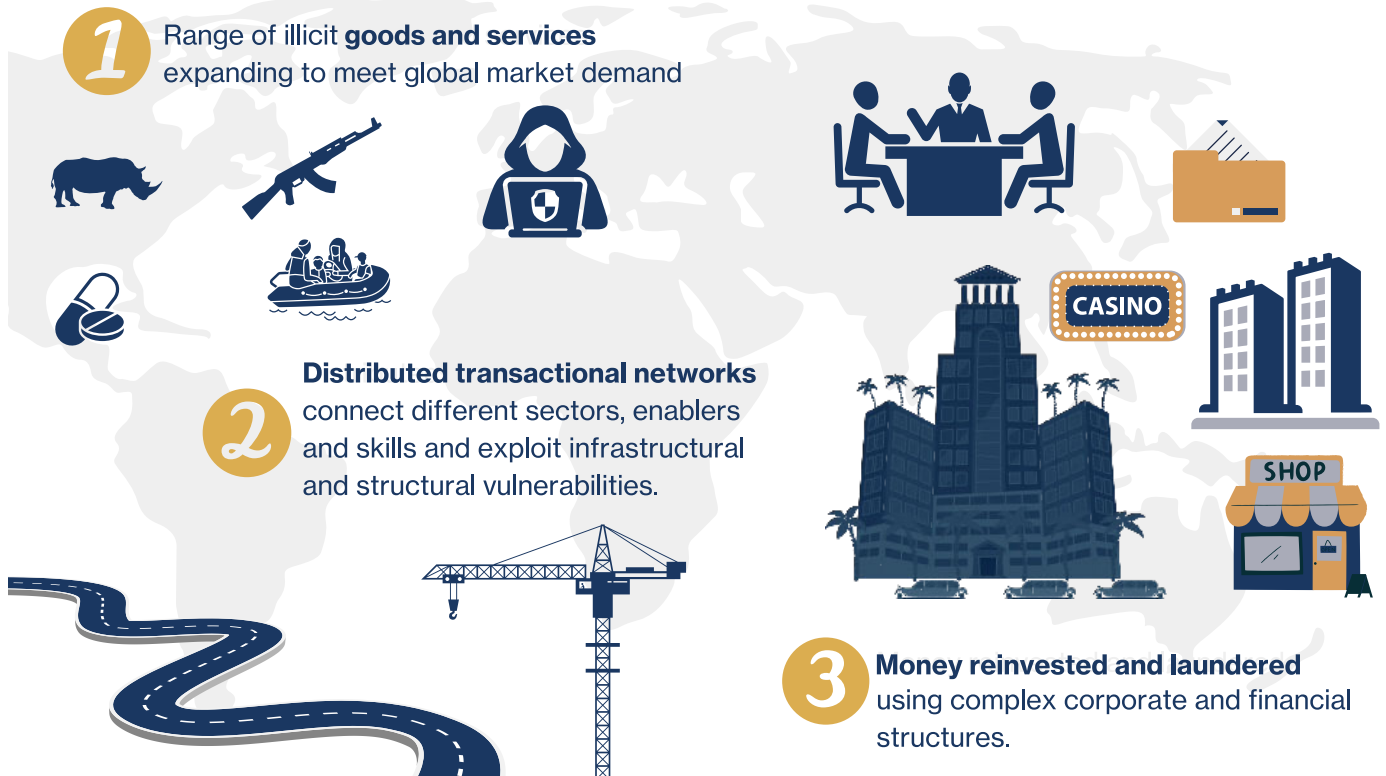 1
Range of illicit goods and services
expanding to meet global market demand
2
Distributed transactional networks
connect different sectors, enablers
and skills and exploit infrastructural
and structural vulnerabilities.
CASINO
SHOP
3
Money reinvested and laundered
using complex corporate and financial
structures.